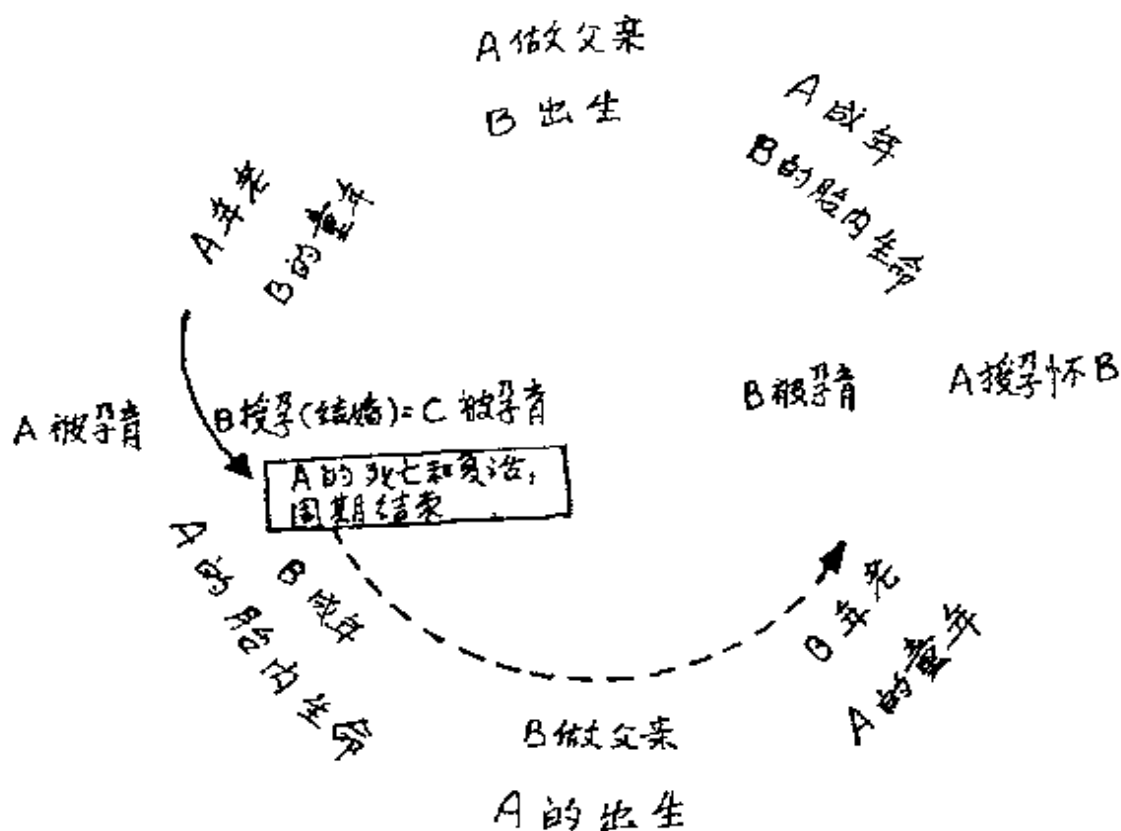 A做父亲
B出生
A成年
B的胎内生命
A年老
B的童年
A被孕育
B授孕(结婚)=C被孕育
B被孕育
A授孕怀B
A的死亡和复活,
周期结束
A的胎内生命
B成年
B年老
A的童年
B做父亲
A的出生